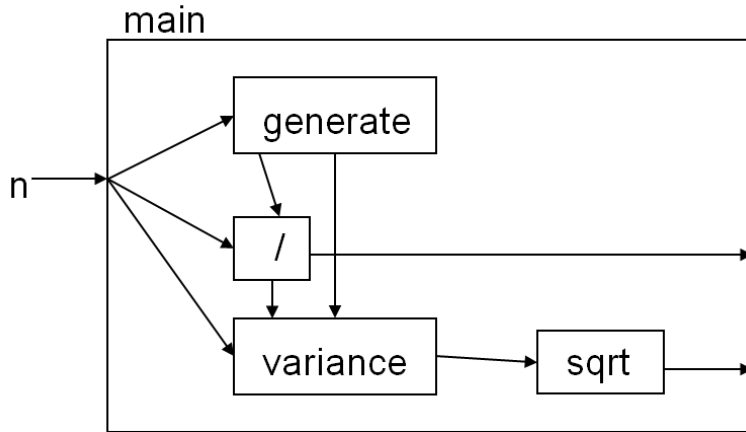 main
generate
n
/
variance
sqrt